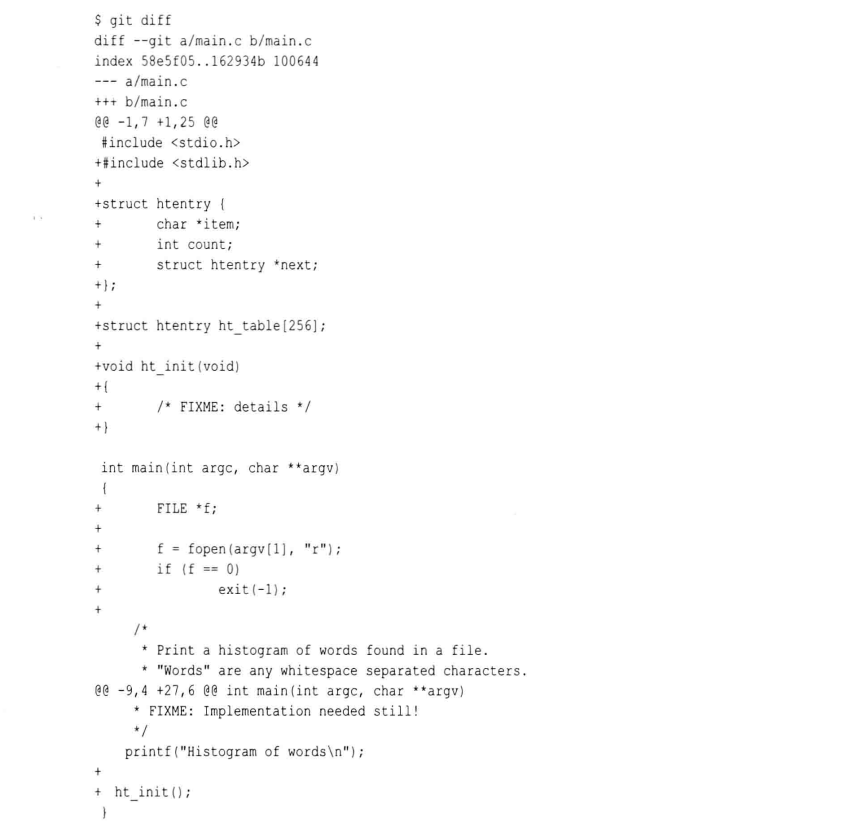 $ git diff
diff --git a/main.c b/main.c
index 58e5f05..162934b 100644
--- a/main.c
+++ b/main.c
@@ -1,7 +1,25 @@
 #include <stdio.h>
+#include <stdlib.h>
+
+struct htentry {
+       char *item;
+       int count;
+       struct htentry *next;
+};
+
+struct htentry ht_table[256];
+
+void ht_init(void)
+{
+       /* FIXME: details */
+}

 int main(int argc, char **argv)
 {
+       FILE *f;
+
+       f = fopen(argv[1], "r");
+       if (f == 0)
+               exit(-1);
+
     /*
      * Print a histogram of words found in a file.
      * "Words" are any whitespace separated characters.
@@ -9,4 +27,6 @@ int main(int argc, char **argv)
     * FIXME: Implementation needed still!
     */
    printf("Histogram of words\n");
+
+  ht_init();
 }